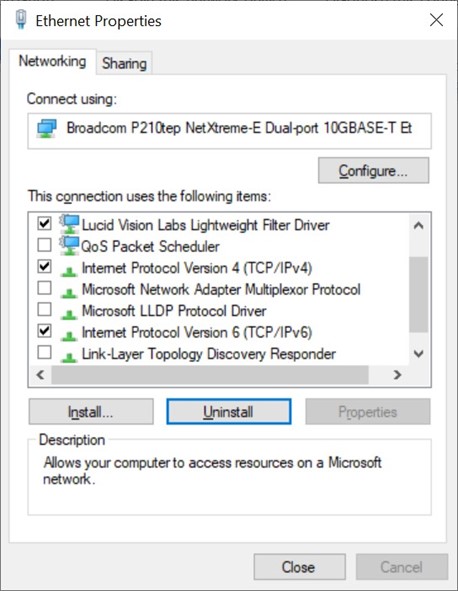 Ethernet Properties
Networking
Sharing
Connect using:
Broadcom P210tep NetXtreme-E Dual-port 10GBASE-T Et
Configure...
This connection uses the following items:
Lucid Vision Labs Lightweight Filter Driver
QoS Packet Scheduler
Internet Protocol Version 4 (TCP/IPv4)
Microsoft Network Adapter Multiplexor Protocol
Microsoft LLDP Protocol Driver
Internet Protocol Version 6 (TCP/IPv6)
Link-Layer Topology Discovery Responder
Install...
Uninstall
Properties
Description
Allows your computer to access resources on a Microsoft
network.
Close
Cancel